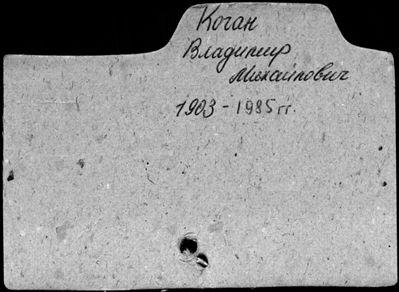 Коган
Владимир
Михайлович
1903-1985 гг.